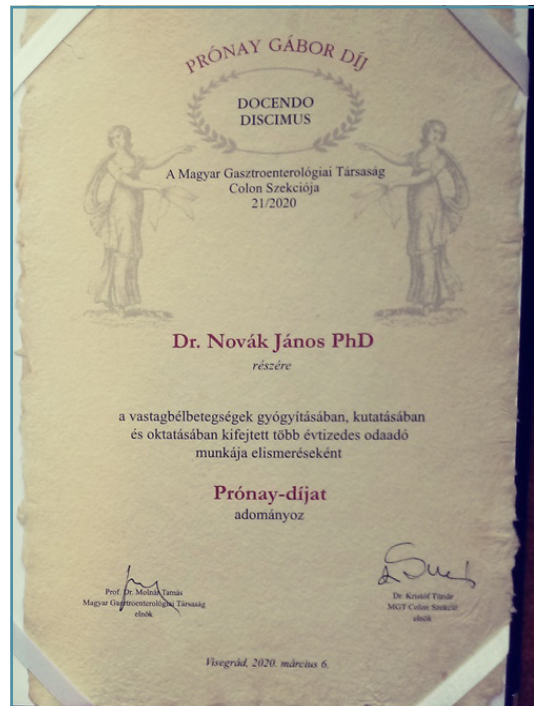 PRÓNAY GÁBOR DÍJ
DOCENDO
DISCIMUS
A Magyar Gasztroenterológiai Társaság
Colon Szekciója
21/2020
Dr. Novák János PhD
részére
a vastagbélbetegségek gyógyításában, kutatásában
és oktatásában kifejtett több évtizedes odaadó
munkája elismeréseként
Prónay-díjat
adományoz
Prof. Dr. Molnár Tamás
Magyar Gasztroenterológiai Társaság
elnök
Dr. Kristóf Tünde
MGT Colon Szekció
elnök
Visegrád, 2020. március 6.